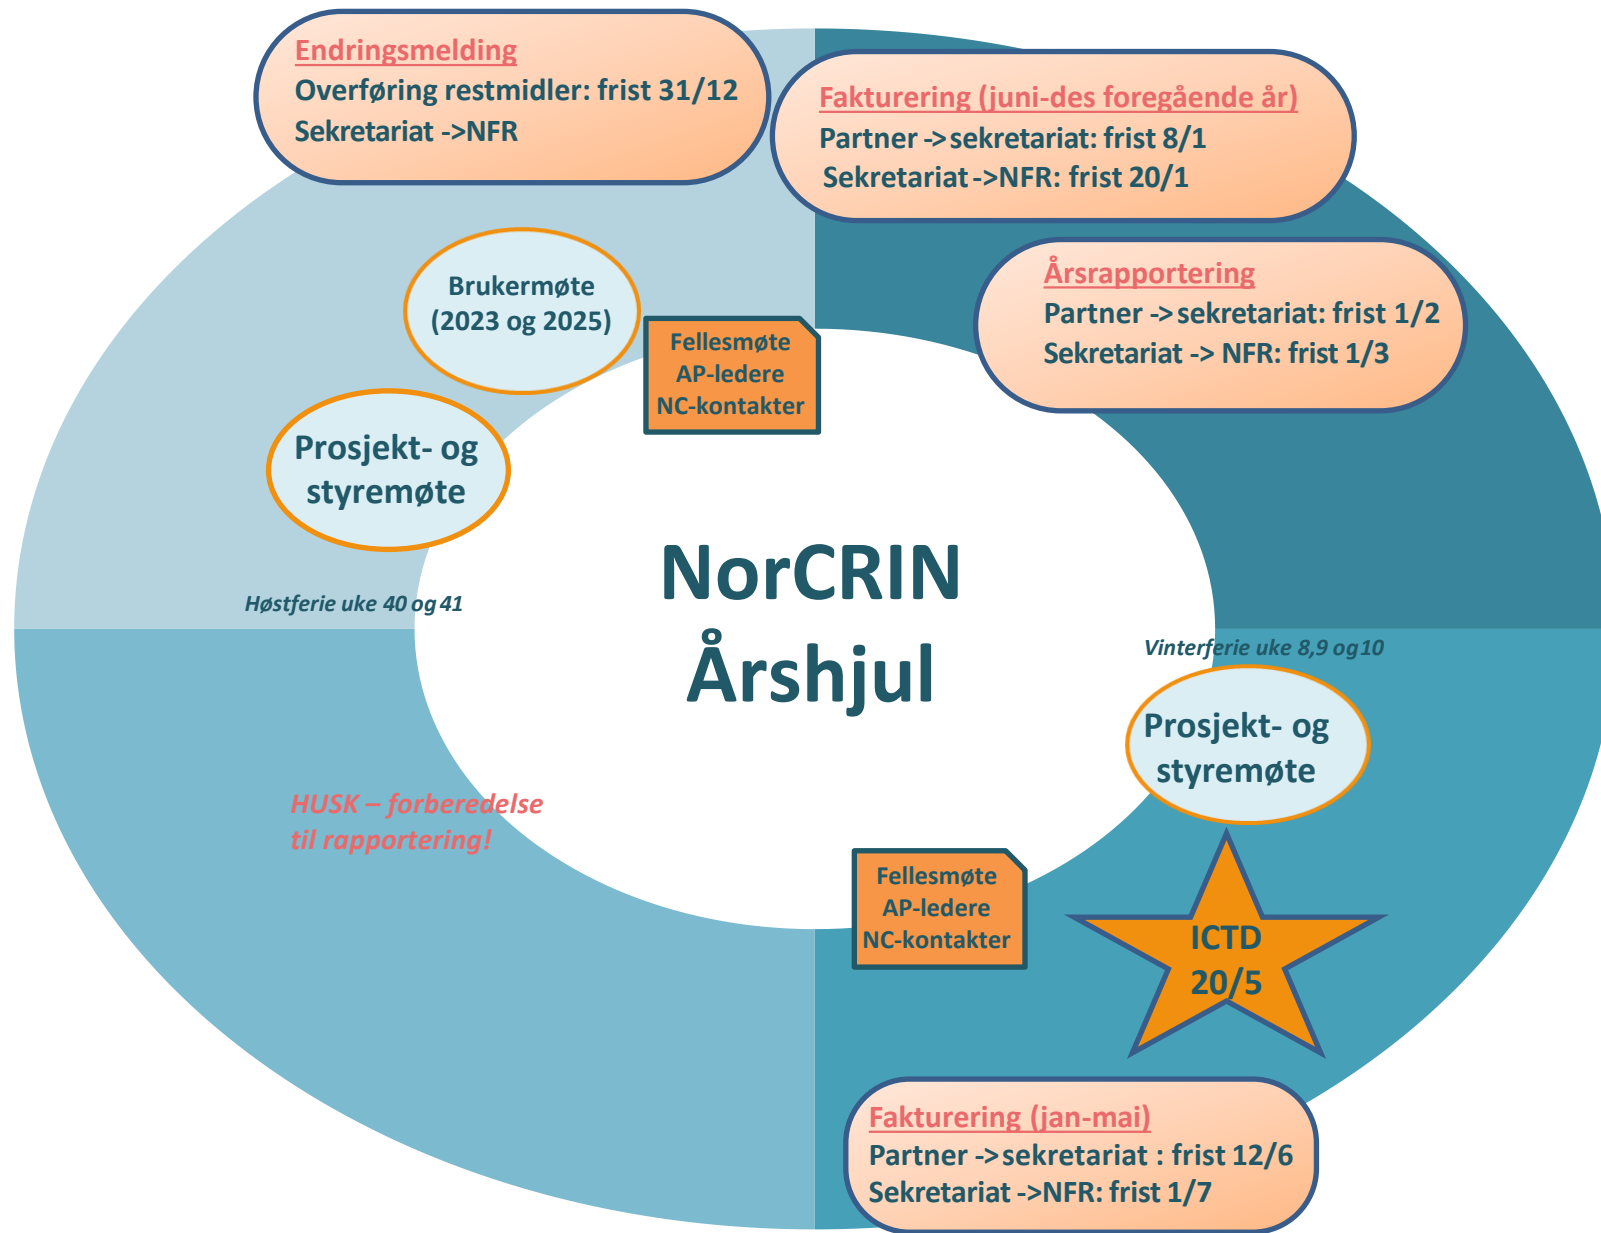 Endringsmelding
Overføring restmidler: frist 31/12
Sekretariat ->NFR
Fakturering (juni-des foregående år)
Partner ->sekretariat: frist 8/1
Sekretariat ->NFR: frist 20/1
Årsrapportering
Partner ->sekretariat: frist 1/2
Sekretariat -> NFR: frist 1/3
Brukermøte
(2023 og 2025)
Fellesmøte
AP-ledere
NC-kontakter
Prosjekt- og
styremøte
NorCRIN
Årshjul
Høstferie uke 40 og 41
Vinterferie uke 8,9 og 10
Prosjekt- og
styremøte
HUSK – forberedelse
til rapportering!
Fellesmøte
AP-ledere
NC-kontakter
ICTD
20/5
Fakturering (jan-mai)
Partner ->sekretariat : frist 12/6
Sekretariat ->NFR: frist 1/7